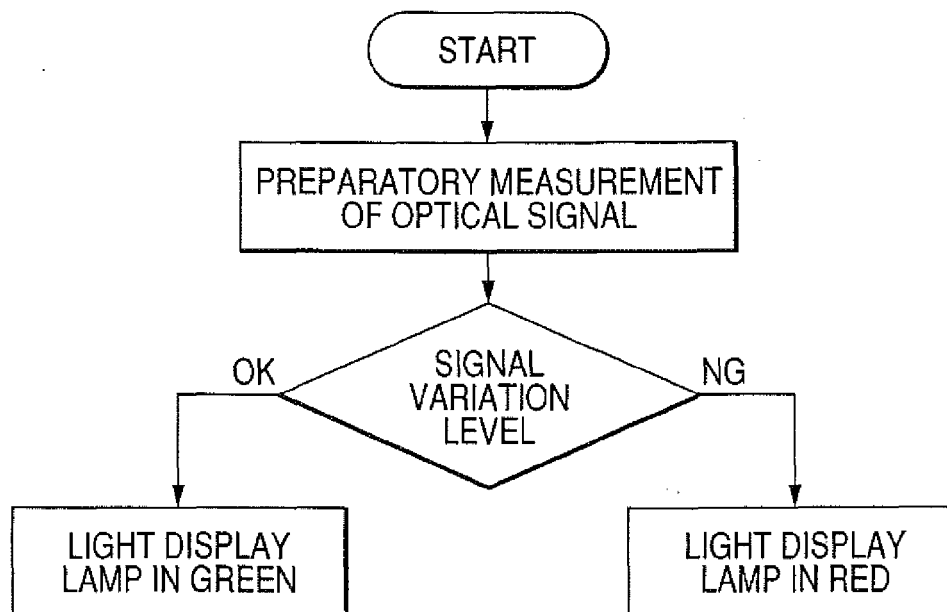 START
PREPARATORY MEASUREMENT
OF OPTICAL SIGNAL
OK
SIGNAL
VARIATION
LEVEL
NG
LIGHT DISPLAY
LAMP IN GREEN
LIGHT DISPLAY
LAMP IN RED